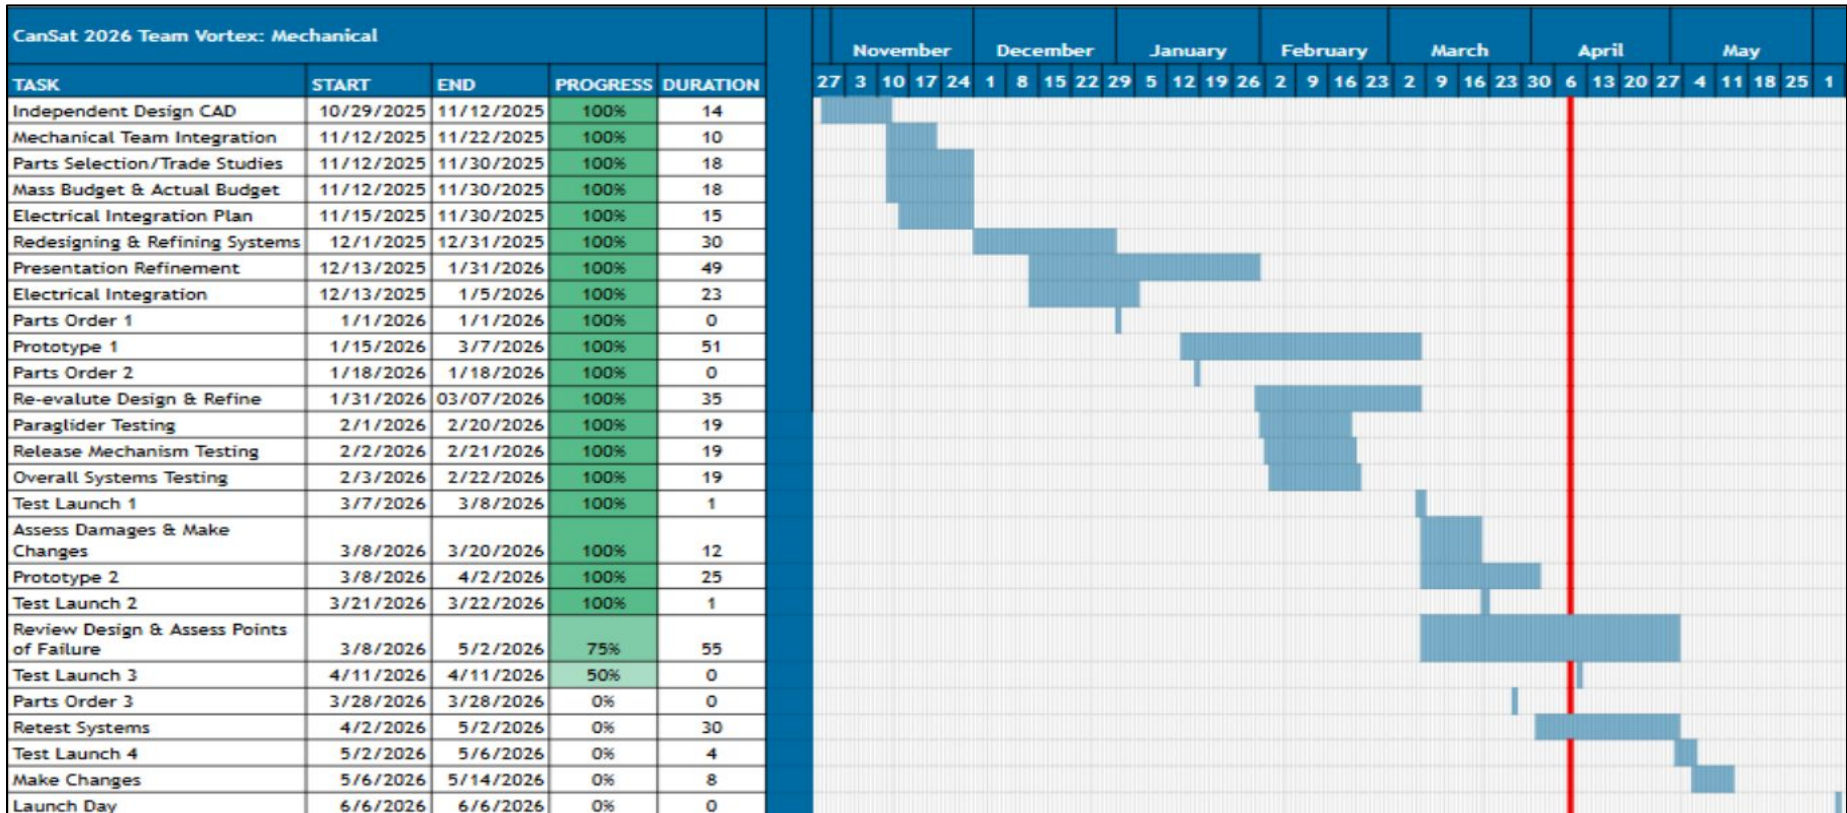 CanSat 2026 Team Vortex: Mechanical
November December January February March April May
TASK START END PROGRESS DURATION 27 3 10 17 24 1 8 15 22 29 5 12 19 26 2 9 16 23 2 9 16 23 30 6 13 20 27 4 11 18 25 1
Independent Design CAD 10/29/2025 11/12/2025 100% 14
Mechanical Team Integration 11/12/2025 11/22/2025 100% 10
Parts Selection/Trade Studies 11/12/2025 11/30/2025 100% 18
Mass Budget & Actual Budget 11/12/2025 11/30/2025 100% 18
Electrical Integration Plan 11/15/2025 11/30/2025 100% 15
Redesigning & Refining Systems 12/1/2025 12/31/2025 100% 30
Presentation Refinement 12/13/2025 1/31/2026 100% 49
Electrical Integration 12/13/2025 1/5/2026 100% 23
Parts Order 1 1/1/2026 1/1/2026 100% 0
Prototype 1 1/15/2026 3/7/2026 100% 51
Parts Order 2 1/18/2026 1/18/2026 100% 0
Re-evalute Design & Refine 1/31/2026 03/07/2026 100% 35
Paraglider Testing 2/1/2026 2/20/2026 100% 19
Release Mechanism Testing 2/2/2026 2/21/2026 100% 19
Overall Systems Testing 2/3/2026 2/22/2026 100% 19
Test Launch 1 3/7/2026 3/8/2026 100% 1
Assess Damages & Make
Changes 3/8/2026 3/20/2026 100% 12
Prototype 2 3/8/2026 4/2/2026 100% 25
Test Launch 2 3/21/2026 3/22/2026 100% 1
Review Design & Assess Points
of Failure 3/8/2026 5/2/2026 75% 55
Test Launch 3 4/11/2026 4/11/2026 50% 0
Parts Order 3 3/28/2026 3/28/2026 0% 0
Retest Systems 4/2/2026 5/2/2026 0% 30
Test Launch 4 5/2/2026 5/6/2026 0% 4
Make Changes 5/6/2026 5/14/2026 0% 8
Launch Day 6/6/2026 6/6/2026 0% 0